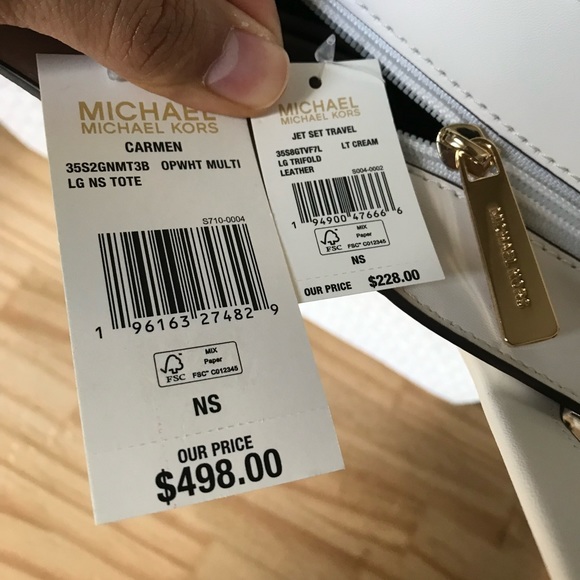 MICHAEL
MICHAEL KORS
CARMEN
35S2GNMT3B OPWHT MULTI
LG NS TOTE
S710-0004
1 96163 27482 9
FSC
MIX
Paper
FSC® C012345
NS
OUR PRICE
$498.00
MICHAEL
MICHAEL KORS
JET SET TRAVEL
35S8GTVF7L LT CREAM
LG TRIFOLD
LEATHER
S004-0002
1 94900 47666 6
FSC
MIX
Paper
FSC® C012345
NS
OUR PRICE $228.00
MICHAEL KORS